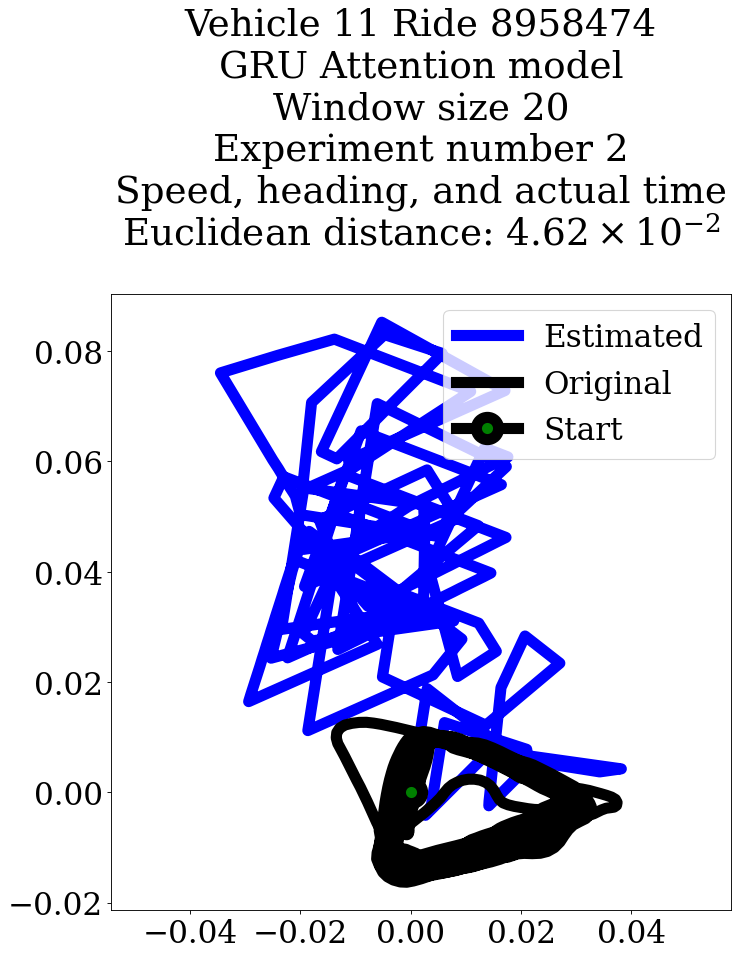 Vehicle 11 Ride 8958474
GRU Attention model
Window size 20
Experiment number 2
Speed, heading, and actual time
Euclidean distance: 4.62 × 10⁻²
Estimated
Original
Start
0.08
0.06
0.04
0.02
0.00
−0.02
−0.04 −0.02 0.00 0.02 0.04